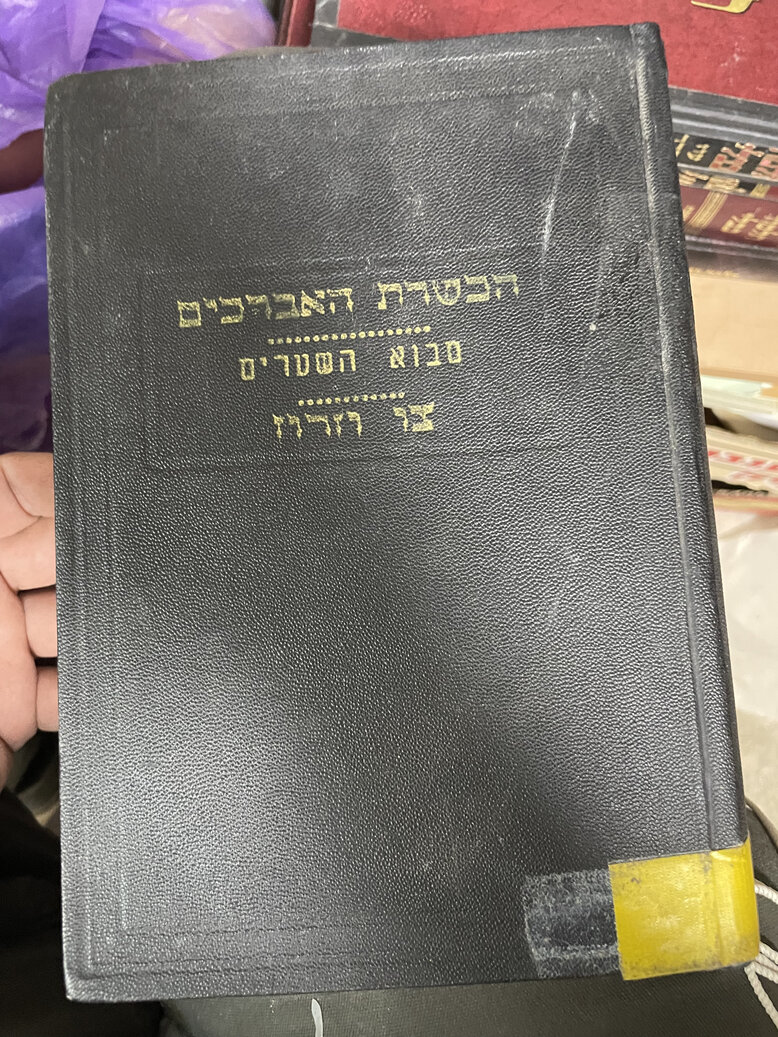 הכשרת האברכים
מבוא השערים
צו וזרוז